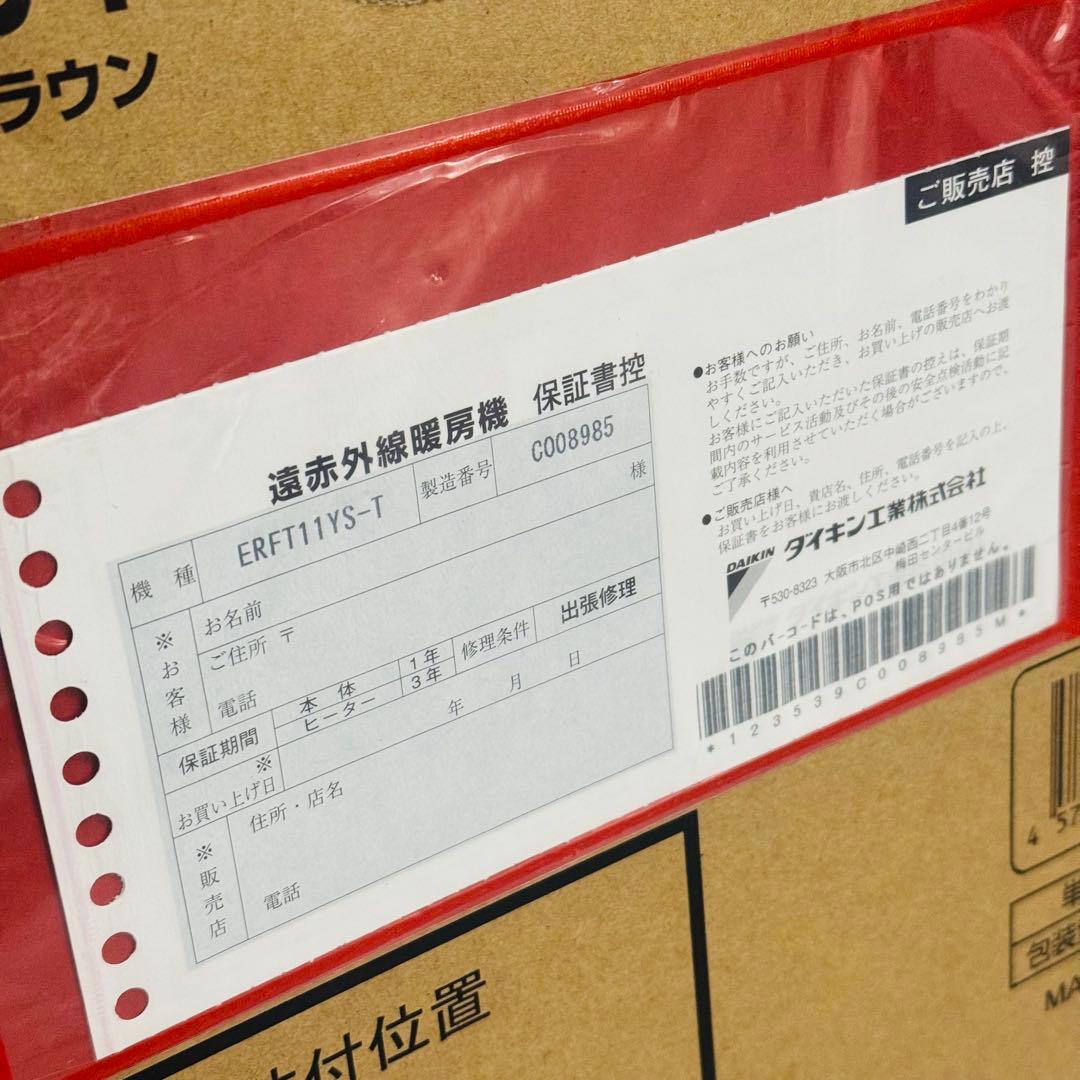 ラウン
ご販売店 控
遠赤外線暖房機 保証書控
機種 ERFT11YS-T 製造番号 C008985
※お客様
お名前 様
ご住所 〒
電話
保証期間 本体 1年 ヒーター 3年 修理条件 出張修理
※お買い上げ日 年 月 日
※販売店
住所・店名
電話
●お客様へのお願い
お手数ですが、ご住所、お名前、電話番号をわかり
やすくご記入いただき、お買い上げの販売店へお渡
しください。
お客様にご記入いただいた保証書の控えは、保証期
間内のサービス活動及びその後の安全点検活動に記
載内容を利用させていただく場合がございますので、
ご了承ください。
●ご販売店様へ
お買い上げ日、貴店名、住所、電話番号を記入の上、
保証書をお客様にお渡しください。
DAIKIN ダイキン工業株式会社
〒530-8323 大阪市北区中崎西二丁目4番12号
梅田センタービル
このバーコードは、POS用ではありません。
*123539C008985M*
付位置
4 57
包装
MA